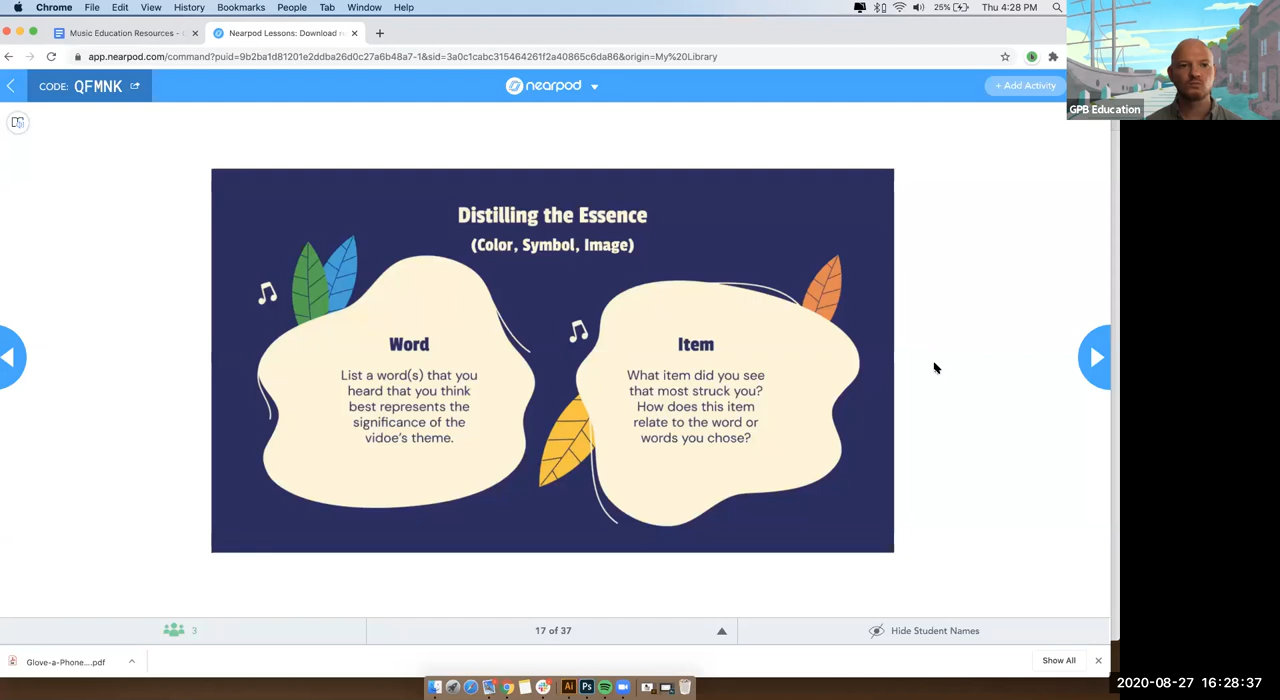 Chrome File Edit View History Bookmarks People Tab Window Help 25% Thu 4:28 PM
Music Education Resources - Nearpod Lessons: Download r
app.nearpod.com/command?puid=9b2ba1d81201e2ddba26d0c27a6b48a7-1&sid=3a0c1cabc315464261f2a40865c6da86&origin=My%20Library
CODE: QFMNK nearpod + Add Activity
GPB Education
Distilling the Essence
(Color, Symbol, Image)
Word
List a word(s) that you
heard that you think
best represents the
significance of the
vidoe's theme.
Item
What item did you see
that most struck you?
How does this item
relate to the word or
words you chose?
3 17 of 37 Hide Student Names
Glove-a-Phone....pdf Show All
Ai Ps
2020-08-27 16:28:37